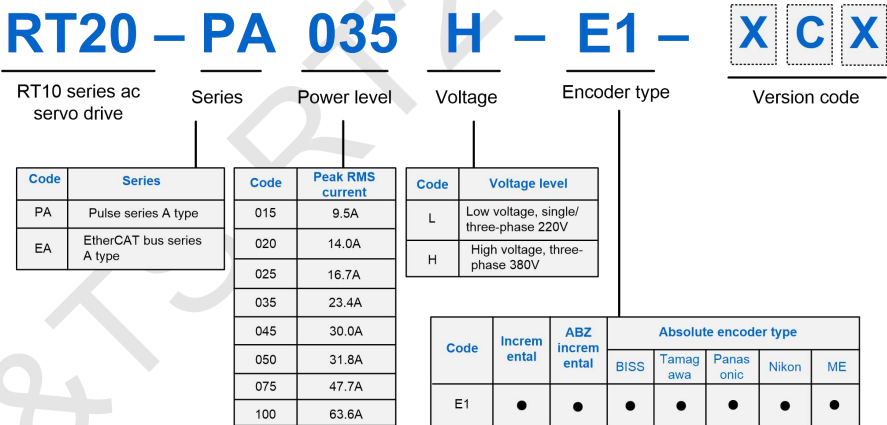 RT20 – PA 035 H – E1 – X C X
RT10 series ac
servo drive
Series
Power level
Voltage
Encoder type
Version code
Code Series
PA Pulse series A type
EA EtherCAT bus series
A type
Code Peak RMS
current
015 9.5A
020 14.0A
025 16.7A
035 23.4A
045 30.0A
050 31.8A
075 47.7A
100 63.6A
Code Voltage level
L Low voltage, single/
three-phase 220V
H High voltage, three-
phase 380V
Code Increm
ental ABZ
increm
ental Absolute encoder type
BISS Tamag
awa Panas
onic Nikon ME
E1 ● ● ● ● ● ● ●